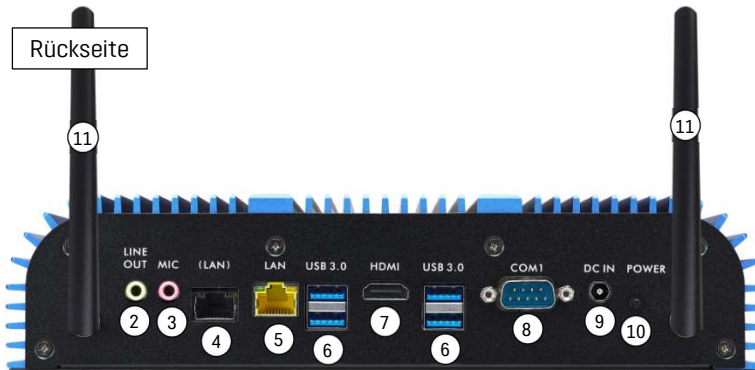 Rückseite
11
11
LINE
OUT MIC (LAN) LAN USB 3.0 HDMI USB 3.0 COM1 DC IN POWER
2 3 4 5 6 7 6 8 9 10